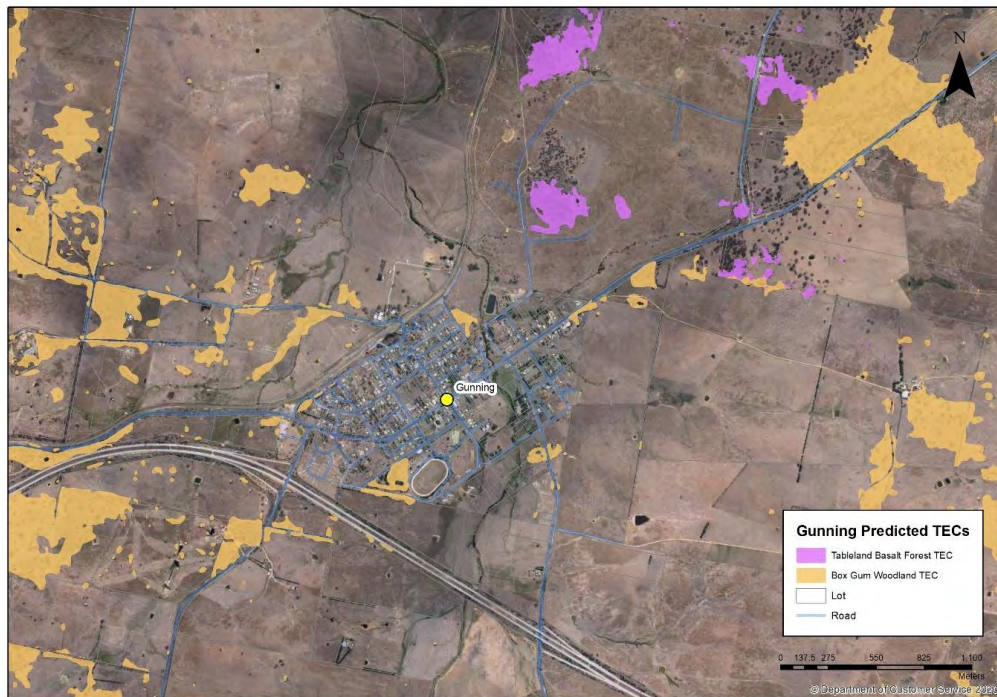 N
Gunning
Gunning Predicted TECs
Tableland Basalt Forest TEC
Box Gum Woodland TEC
Lot
Road
0 137.5 275 550 825 1,100
Meters
© Department of Customer Service 2020